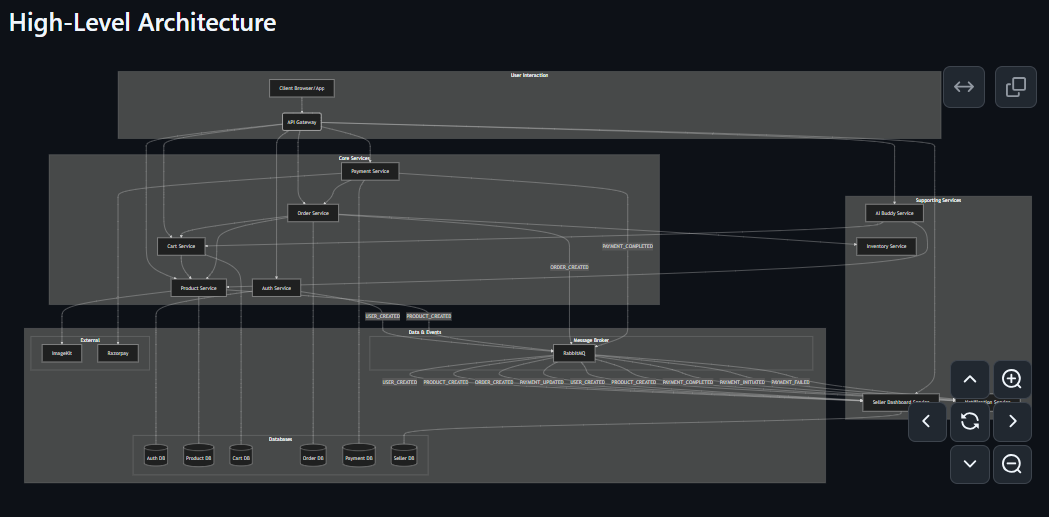 High-Level Architecture
User Interaction
Client Browser/App
API Gateway
Core Services
Payment Service
Supporting Services
Order Service
AI Buddy Service
Cart Service
PAYMENT_COMPLETED
Inventory Service
ORDER_CREATED
Product Service
Auth Service
USER_CREATED
PRODUCT_CREATED
Data & Events
External
Message Broker
ImageKit
Razorpay
RabbitMQ
USER_CREATED
PRODUCT_CREATED
ORDER_CREATED
PAYMENT_UPDATED
USER_CREATED
PRODUCT_CREATED
PAYMENT_COMPLETED
PAYMENT_INITIATED
PAYMENT_FAILED
Seller Dashboard Service
Notification Service
Databases
Auth DB
Product DB
Cart DB
Order DB
Payment DB
Seller DB